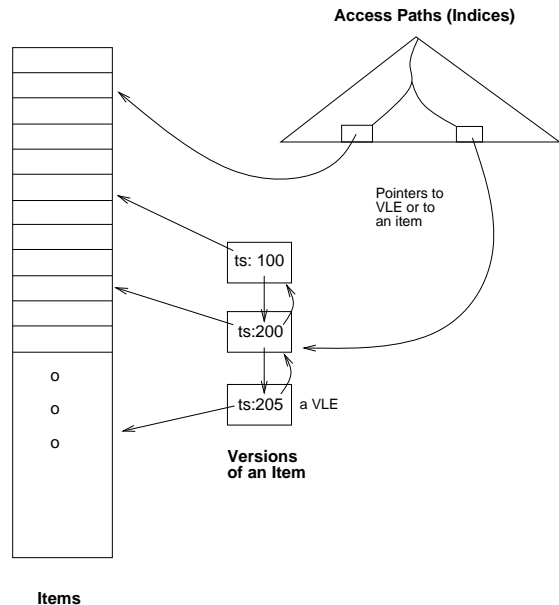 Access Paths (Indices)
Pointers to
VLE or to
an item
ts: 100
ts:200
ts:205
a VLE
o
o
o
Versions
of an Item
Items